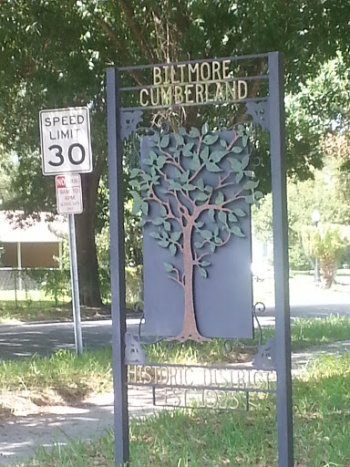 BILTMORE
CUMBERLAND
SPEED
LIMIT
30
HISTORIC DISTRICT